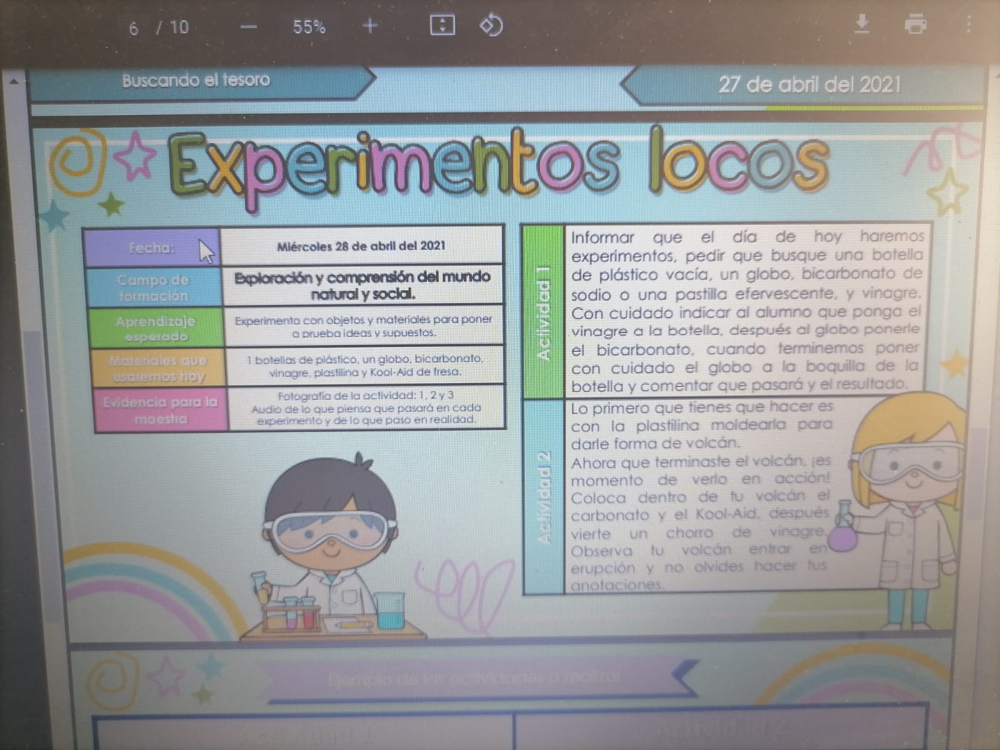 6 / 10
55%
Buscando el tesoro
27 de abril del 2021
Experimentos locos
Fecha:
Miércoles 28 de abril del 2021
Campo de
formación
Exploración y comprensión del mundo
natural y social.
Aprendizaje
esperado
Experimenta con objetos y materiales para poner
a prueba ideas y supuestos.
Materiales que
usaremos hoy
1 botellas de plástico, un globo, bicarbonato,
vinagre, plastilina y Kool-Aid de fresa.
Evidencia para la
maestra
Fotografía de la actividad: 1, 2 y 3
Audio de lo que piensa que pasará en cada
experimento y de lo que paso en realidad.
Actividad 1
Informar que el día de hoy haremos
experimentos, pedir que busque una botella
de plástico vacía, un globo, bicarbonato de
sodio o una pastilla efervescente, y vinagre.
Con cuidado indicar al alumno que ponga el
vinagre a la botella, después al globo ponerle
el bicarbonato, cuando terminemos poner
con cuidado el globo a la boquilla de la
botella y comentar que pasará y el resultado.
Actividad 2
Lo primero que tienes que hacer es
con la plastilina moldearla para
darle forma de volcán.
Ahora que terminaste el volcán, ¡es
momento de verlo en acción!
Coloca dentro de tu volcán el
carbonato y el Kool-Aid, después
vierte un chorro de vinagre.
Observa tu volcán entrar en
erupción y no olvides hacer tus
anotaciones.
Ejemplo de las actividades a realizar
Actividad 2